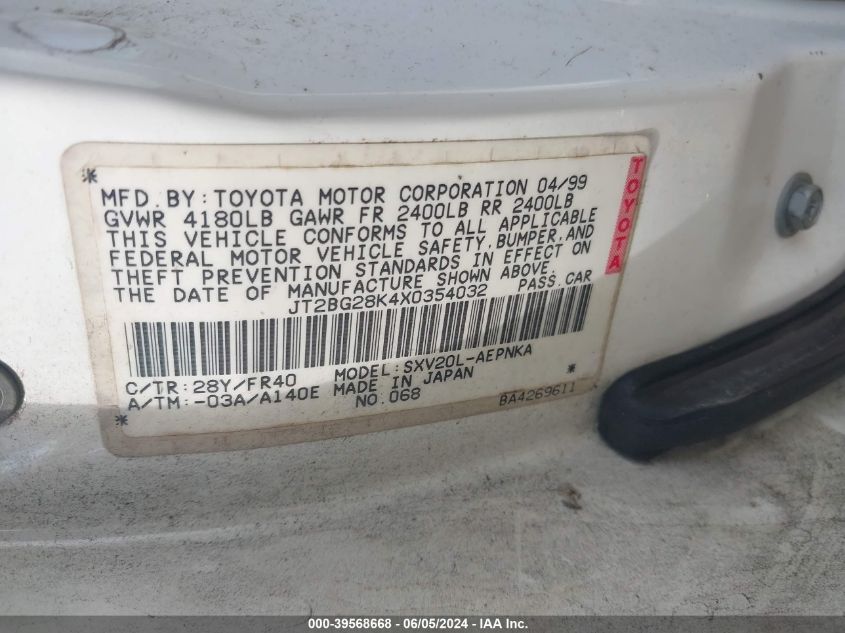 MFD.BY:TOYOTA MOTOR CORPORATION 04/99
GVWR 4180LB GAWR FR 2400LB RR 2400LB
THIS VEHICLE CONFORMS TO ALL APPLICABLE
FEDERAL MOTOR VEHICLE SAFETY,BUMPER,AND
THEFT PREVENTION STANDARDS IN EFFECT ON
THE DATE OF MANUFACTURE SHOWN ABOVE.
JT2BG28K4X0354032 PASS.CAR
TOYOTA
C/TR:28Y/FR40 MODEL:SXV20L-AEPNKA
A/TM:-03A/A140E MADE IN JAPAN
NO.068 BA4269611
000-39568668 - 06/05/2024 - IAA Inc.